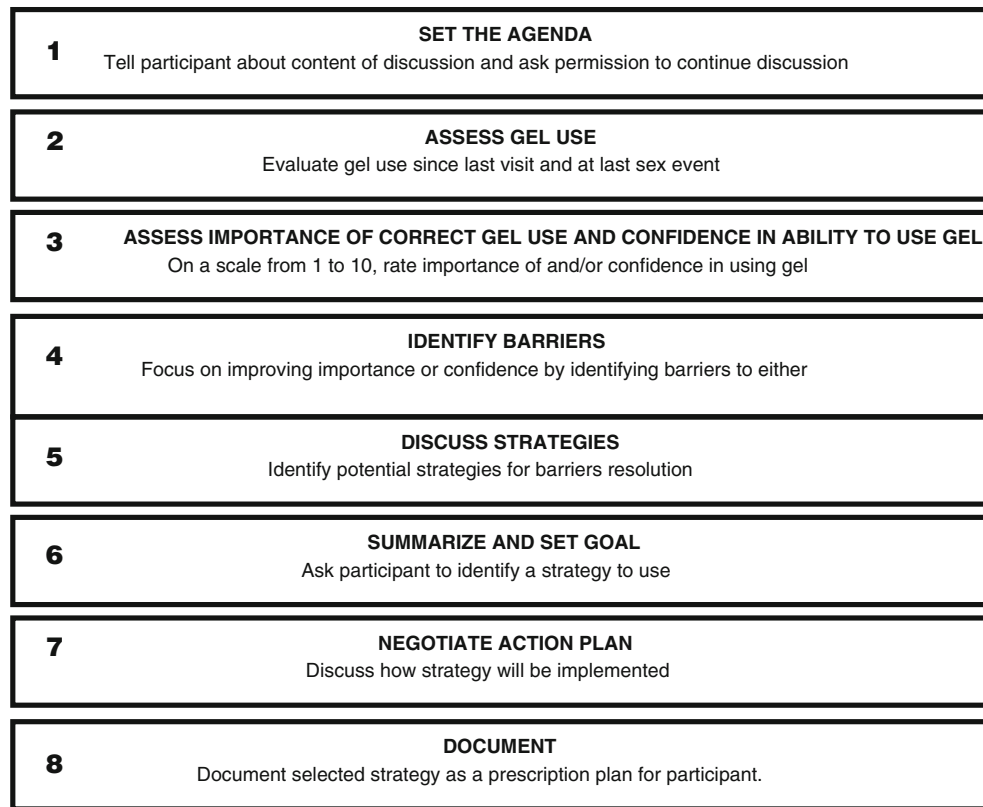 1
SET THE AGENDA
Tell participant about content of discussion and ask permission to continue discussion
2
ASSESS GEL USE
Evaluate gel use since last visit and at last sex event
3
ASSESS IMPORTANCE OF CORRECT GEL USE AND CONFIDENCE IN ABILITY TO USE GEL
On a scale from 1 to 10, rate importance of and/or confidence in using gel
4
IDENTIFY BARRIERS
Focus on improving importance or confidence by identifying barriers to either
5
DISCUSS STRATEGIES
Identify potential strategies for barriers resolution
6
SUMMARIZE AND SET GOAL
Ask participant to identify a strategy to use
7
NEGOTIATE ACTION PLAN
Discuss how strategy will be implemented
8
DOCUMENT
Document selected strategy as a prescription plan for participant.